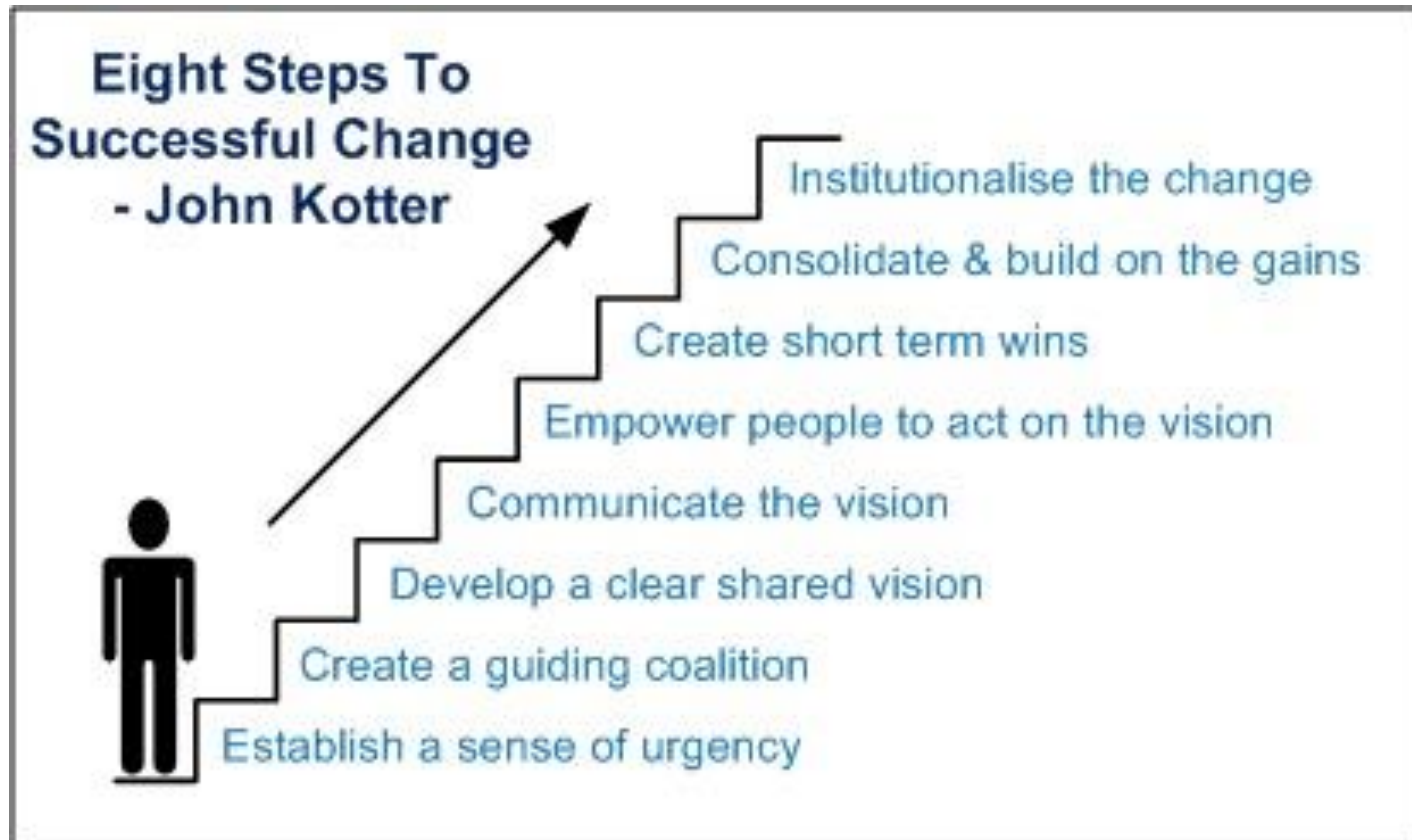 Eight Steps To
Successful Change
- John Kotter
Institutionalise the change
Consolidate & build on the gains
Create short term wins
Empower people to act on the vision
Communicate the vision
Develop a clear shared vision
Create a guiding coalition
Establish a sense of urgency